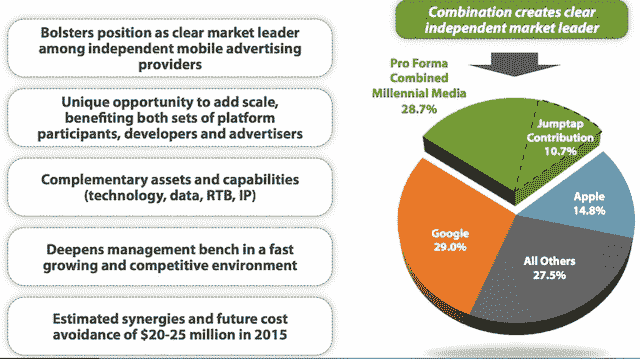 Bolsters position as clear market leader
among independent mobile advertising
providers
Unique opportunity to add scale,
benefiting both sets of platform
participants, developers and advertisers
Complementary assets and capabilities
(technology, data, RTB, IP)
Deepens management bench in a fast
growing and competitive environment
Estimated synergies and future cost
avoidance of $20-25 million in 2015
Combination creates clear
independent market leader
Pro Forma
Combined
Millennial Media
28.7%
Jumptap
Contribution
10.7%
Apple
14.8%
Google
29.0%
All Others
27.5%